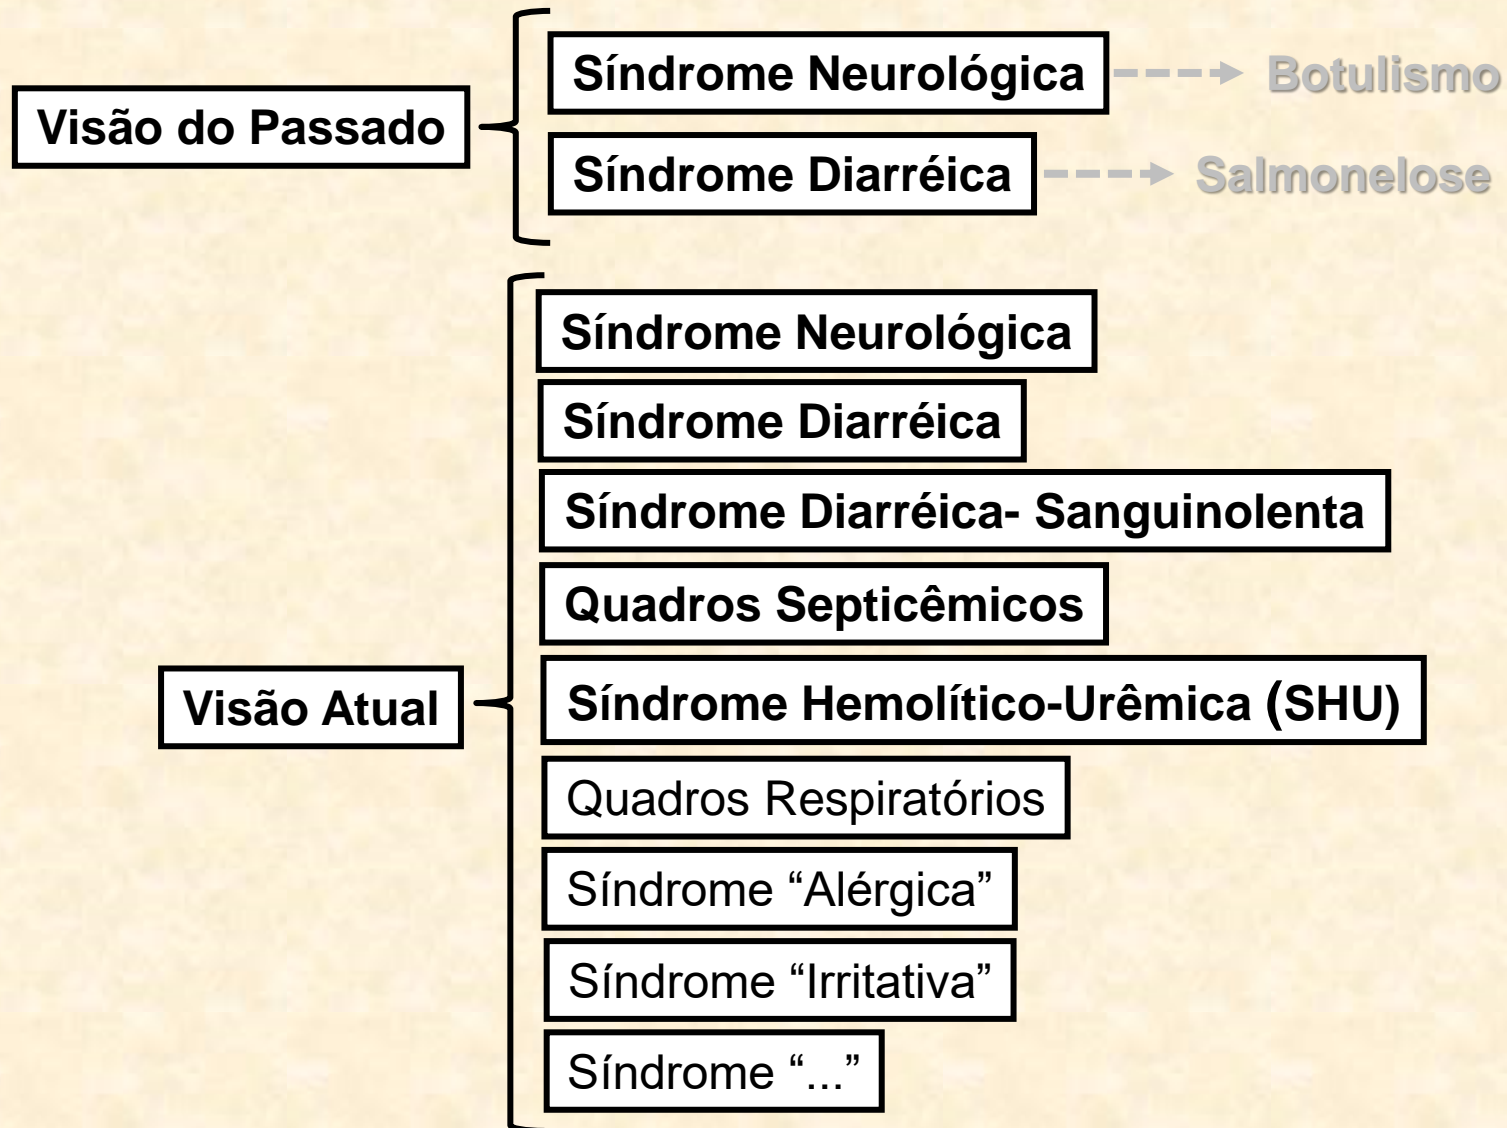 Síndrome Neurológica
Botulismo
Visão do Passado
Síndrome Diarréica
Salmonelose
Síndrome Neurológica
Síndrome Diarréica
Síndrome Diarréica- Sanguinolenta
Quadros Septicêmicos
Visão Atual
Síndrome Hemolítico-Urêmica (SHU)
Quadros Respiratórios
Síndrome “Alérgica”
Síndrome “Irritativa”
Síndrome “...”